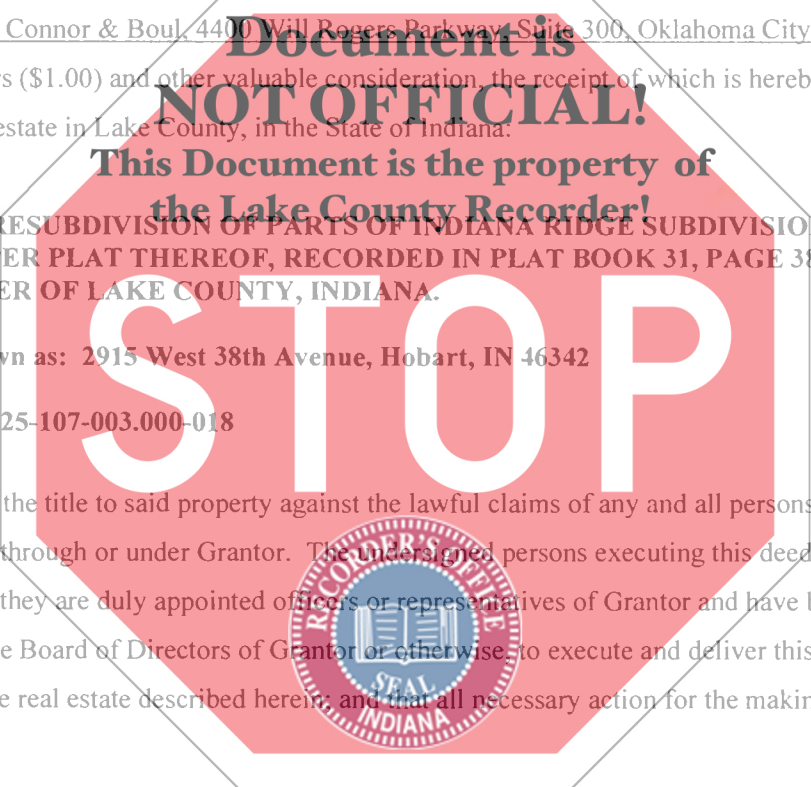 Connor & Boul, 4400 Will Rogers Parkway, Suite 300, Oklahoma City
Document is
rs ($1.00) and other valuable consideration, the receipt of which is hereb
NOT OFFICIAL!
estate in Lake County, in the State of Indiana:
This Document is the property of
the Lake County Recorder!
RESUBDIVISION OF PARTS OF INDIANA RIDGE SUBDIVISIO
ER PLAT THEREOF, RECORDED IN PLAT BOOK 31, PAGE 38
ER OF LAKE COUNTY, INDIANA.
STOP
wn as: 2915 West 38th Avenue, Hobart, IN 46342
25-107-003.000-018
the title to said property against the lawful claims of any and all persons
through or under Grantor. The undersigned persons executing this deed
they are duly appointed officers or representatives of Grantor and have b
e Board of Directors of Grantor or otherwise, to execute and deliver this
e real estate described herein; and that all necessary action for the makin
RECORDER'S OFFICE
SEAL
INDIANA